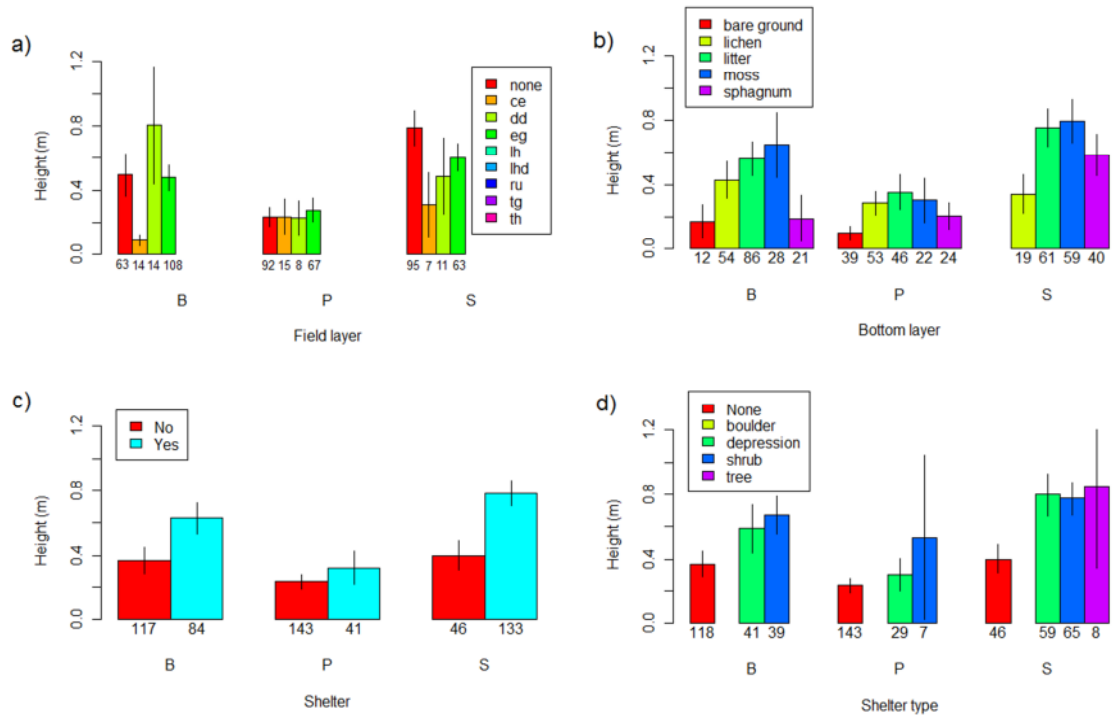 a)
Height (m)
0.0 0.4 0.8 1.2
none
ce
dd
eg
lh
lhd
ru
tg
th
63 14 14 108 92 15 8 67 95 7 11 63
B P S
Field layer
b)
Height (m)
0.0 0.4 0.8 1.2
bare ground
lichen
litter
moss
sphagnum
12 54 86 28 21 39 53 46 22 24 19 61 59 40
B P S
Bottom layer
c)
Height (m)
0.0 0.4 0.8 1.2
No
Yes
117 84 143 41 46 133
B P S
Shelter
d)
Height (m)
0.0 0.4 0.8 1.2
None
boulder
depression
shrub
tree
118 41 39 143 29 7 46 59 65 8
B P S
Shelter type